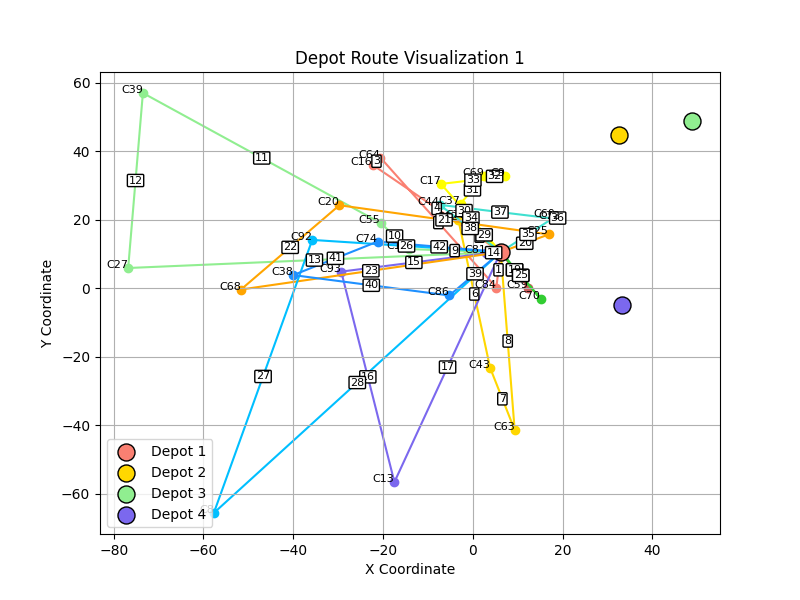 Depot Route Visualization 1
Y Coordinate
60
40
20
0
−20
−40
−60
C39
11
12
C64
C16
3
C17
C69
32
33
31
C20
C44
C37
4
30
37
36
C55
21
34
38
29
35
C25
C92
C74
10
26
42
9
C81
14
20
22
13
41
15
C27
C38
C93
23
39
1
25
C68
40
C86
6
C84
C59
C70
8
C43
17
27
28
16
7
C63
C13
Depot 1
Depot 2
Depot 3
Depot 4
−80
−60
−40
−20
0
20
40
X Coordinate